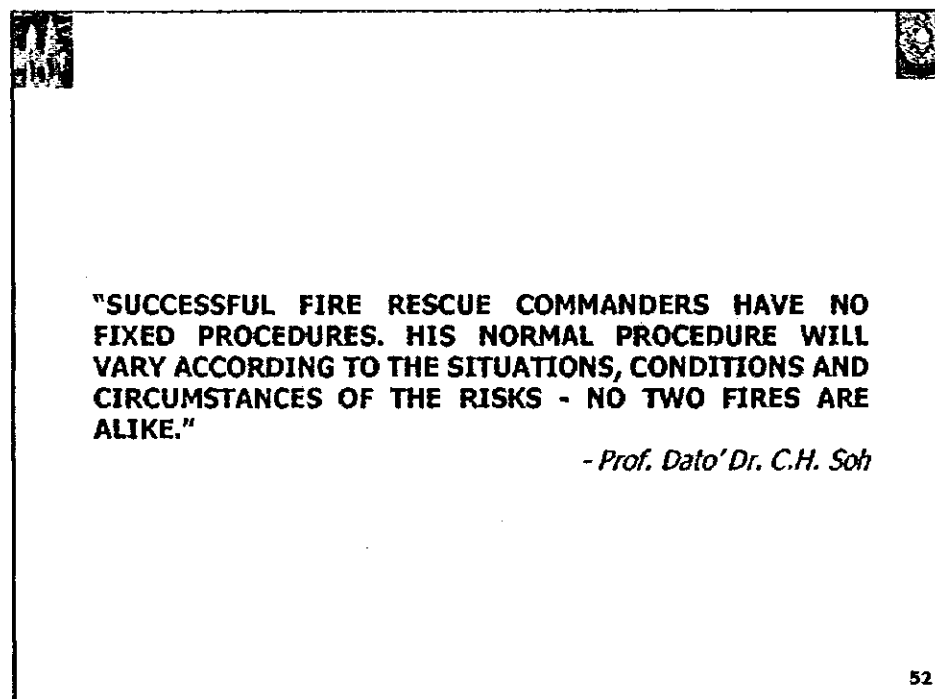 "SUCCESSFUL FIRE RESCUE COMMANDERS HAVE NO
FIXED PROCEDURES. HIS NORMAL PROCEDURE WILL
VARY ACCORDING TO THE SITUATIONS, CONDITIONS AND
CIRCUMSTANCES OF THE RISKS - NO TWO FIRES ARE
ALIKE."
- Prof. Dato' Dr. C.H. Soh
52